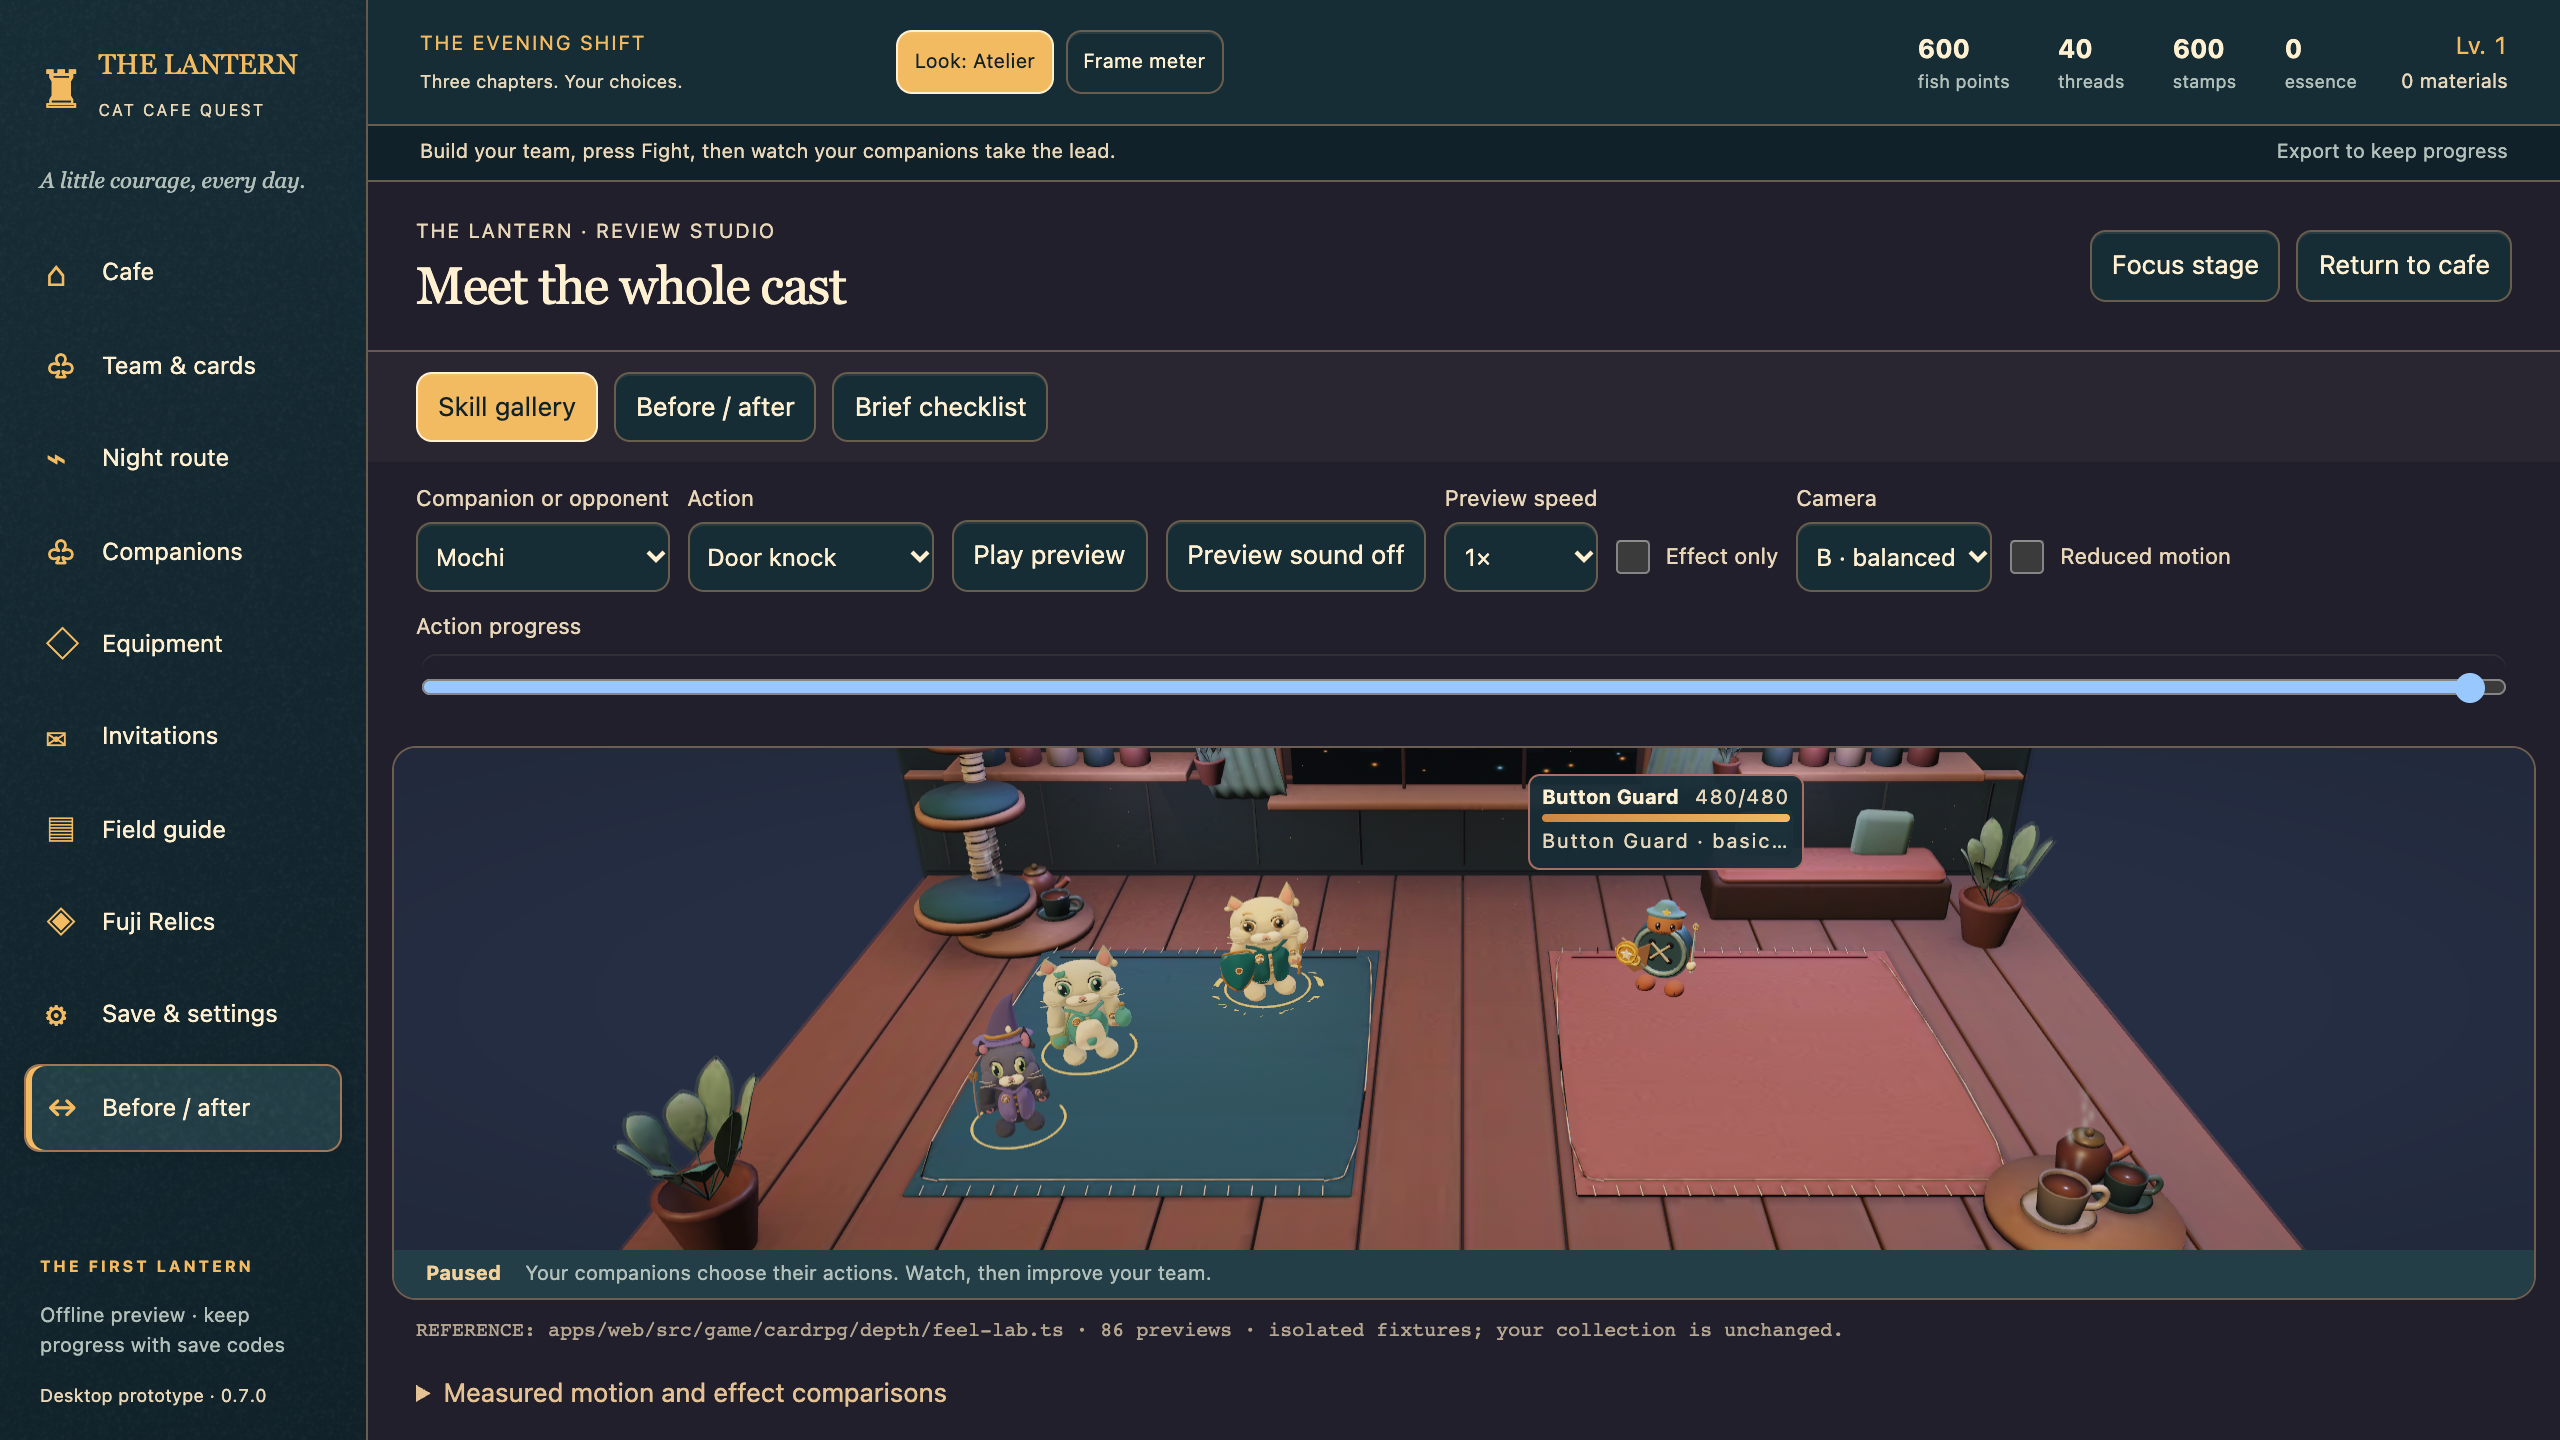 THE LANTERN
CAT CAFE QUEST
A little courage, every day.
Cafe
Team & cards
Night route
Companions
Equipment
Invitations
Field guide
Fuji Relics
Save & settings
Before / after
THE FIRST LANTERN
Offline preview · keep
progress with save codes
Desktop prototype · 0.7.0
THE EVENING SHIFT
Three chapters. Your choices.
Look: Atelier
Frame meter
600
fish points
40
threads
600
stamps
0
essence
Lv. 1
0 materials
Build your team, press Fight, then watch your companions take the lead.
Export to keep progress
THE LANTERN · REVIEW STUDIO
Meet the whole cast
Focus stage
Return to cafe
Skill gallery
Before / after
Brief checklist
Companion or opponent
Mochi
Action
Door knock
Play preview
Preview sound off
Preview speed
1×
Effect only
Camera
B · balanced
Reduced motion
Action progress
Button Guard 480/480
Button Guard · basic…
Paused Your companions choose their actions. Watch, then improve your team.
REFERENCE: apps/web/src/game/cardrpg/depth/feel-lab.ts · 86 previews · isolated fixtures; your collection is unchanged.
Measured motion and effect comparisons